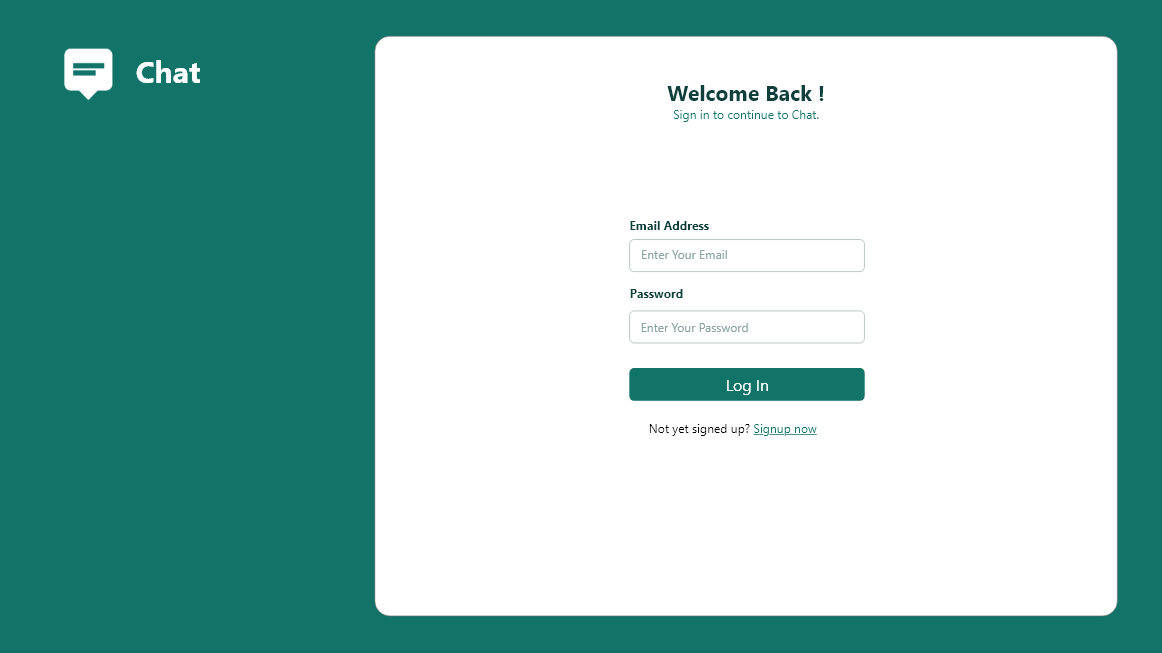 Chat
Welcome Back !
Sign in to continue to Chat.
Email Address
Enter Your Email
Password
Enter Your Password
Log In
Not yet signed up? Signup now